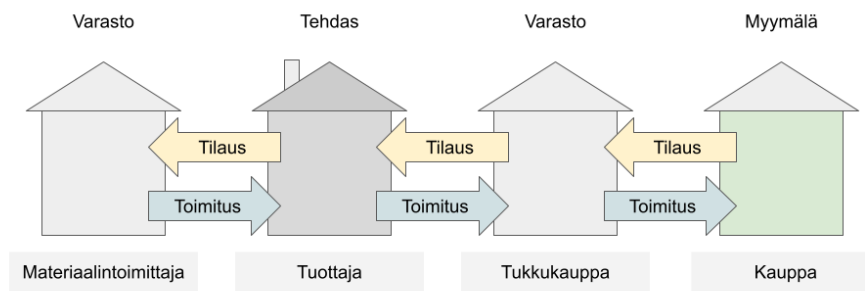 Varasto
Tehdas
Varasto
Myymälä
Tilaus
Tilaus
Tilaus
Toimitus
Toimitus
Toimitus
Materiaalintoimittaja
Tuottaja
Tukkukauppa
Kauppa